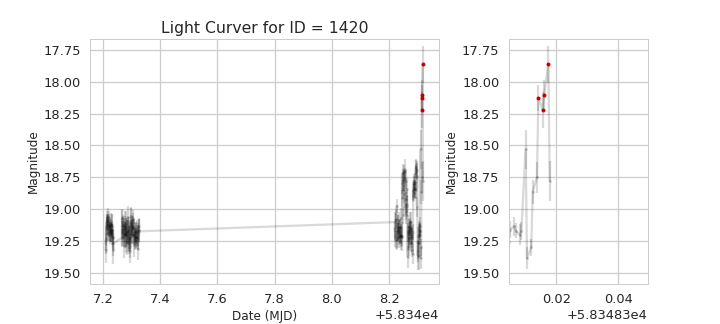 Light Curver for ID = 1420
Magnitude
17.75
18.00
18.25
18.50
18.75
19.00
19.25
19.50
7.2 7.4 7.6 7.8 8.0 8.2
Date (MJD)
+5.834e4
Magnitude
17.75
18.00
18.25
18.50
18.75
19.00
19.25
19.50
0.02 0.04
+5.83483e4